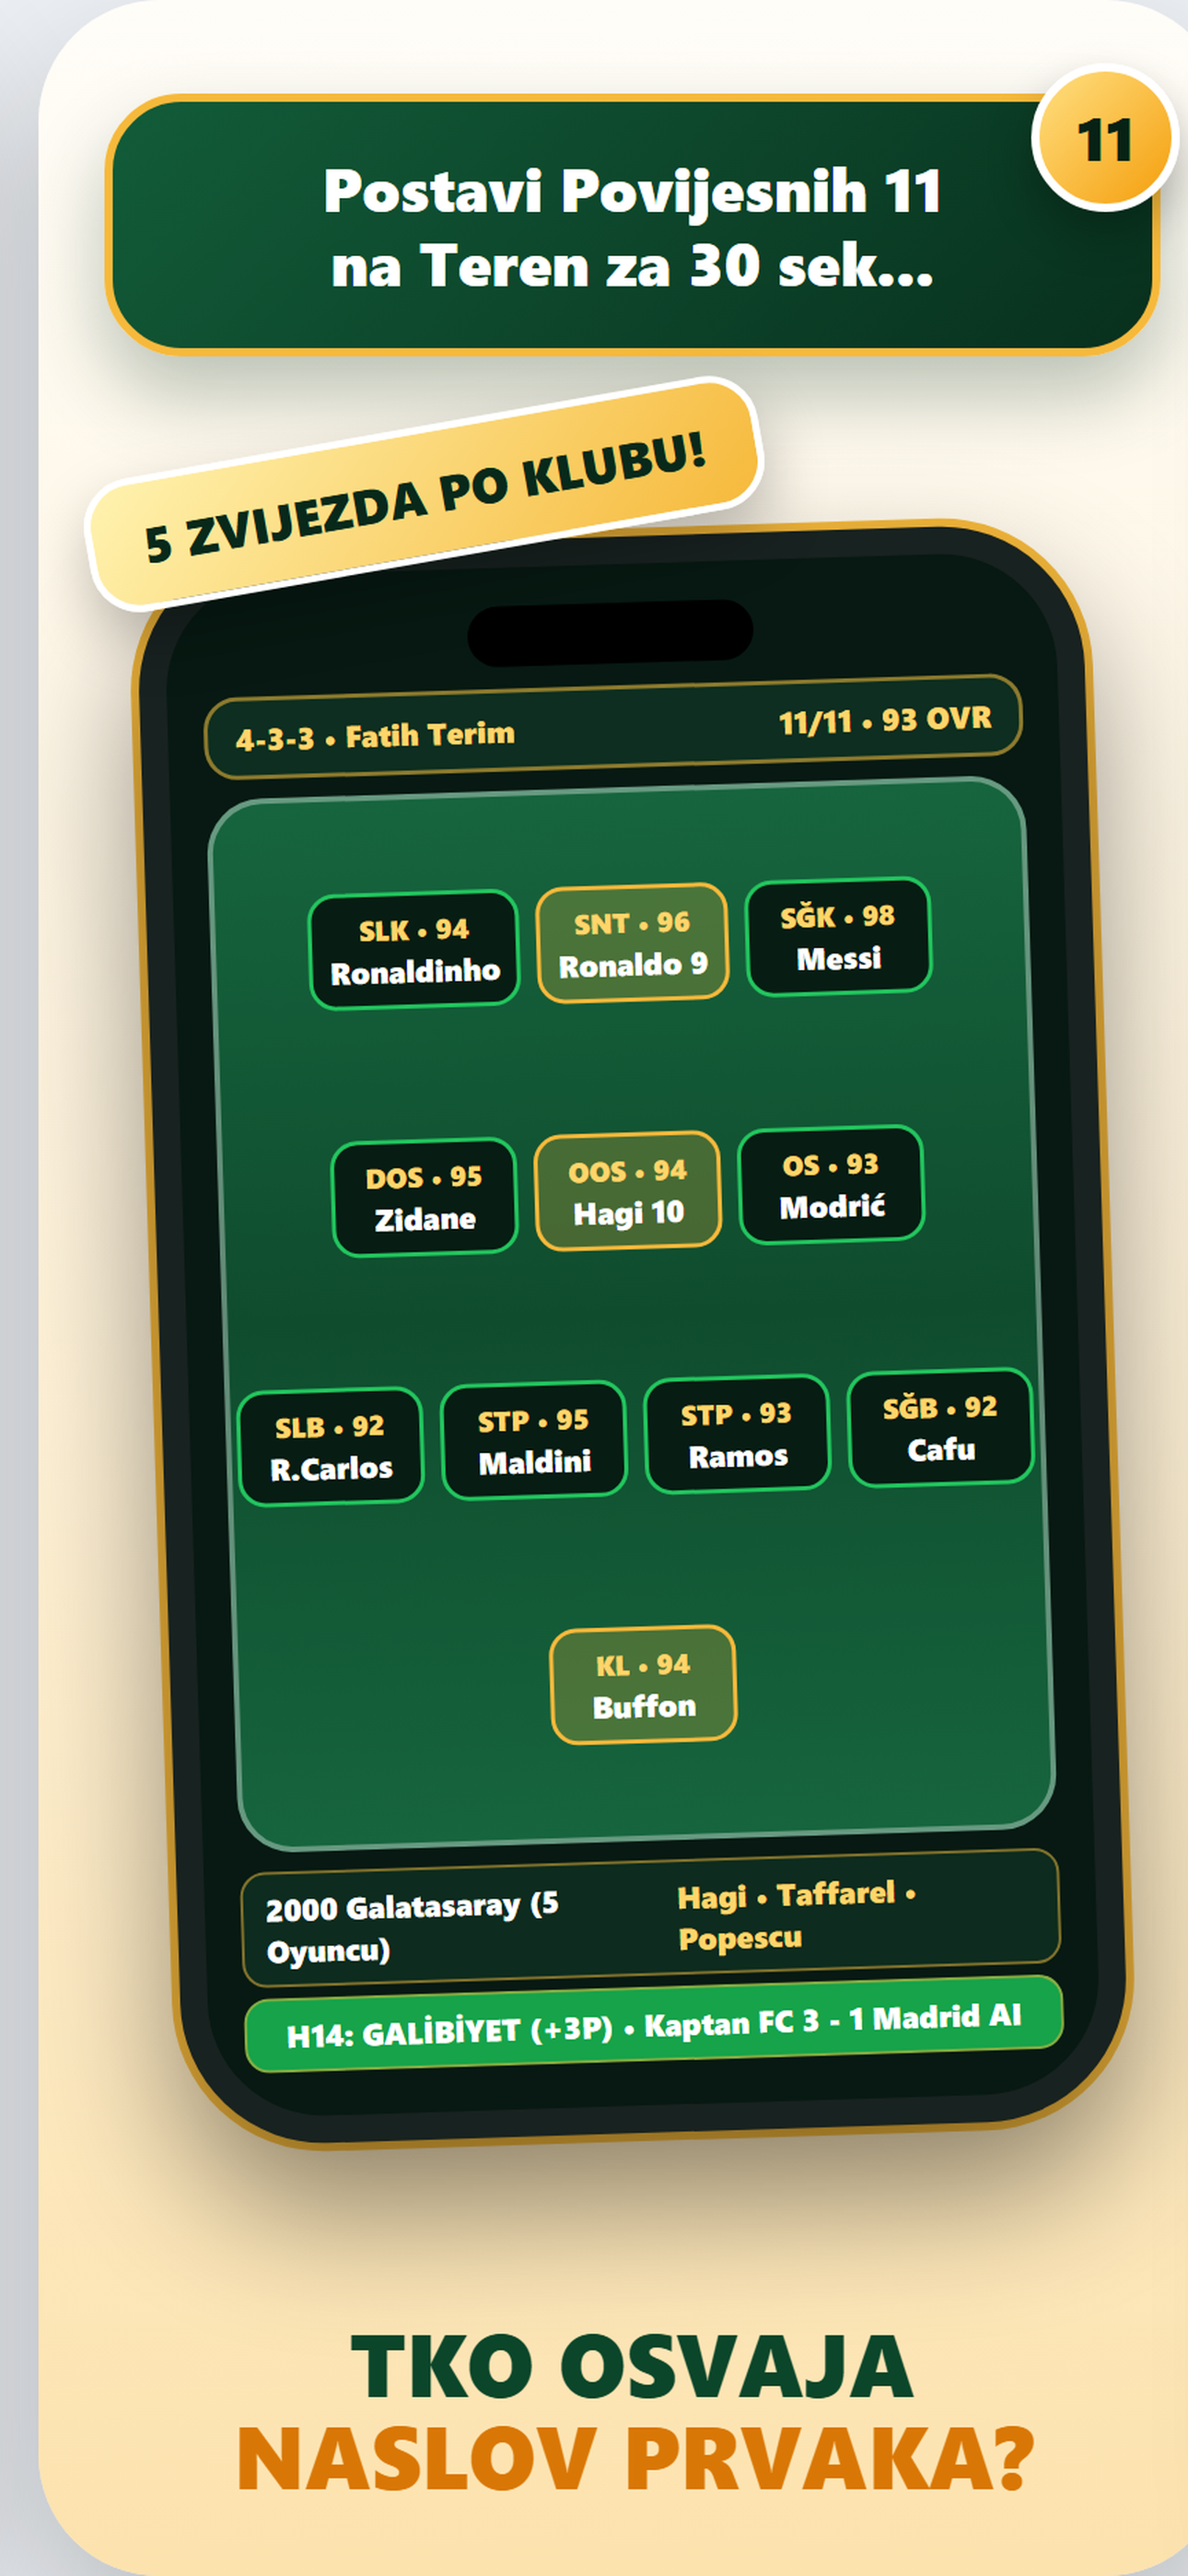 11
Postavi Povijesnih 11
na Teren za 30 sek...
5 ZVIJEZDA PO KLUBU!
4-3-3 • Fatih Terim
11/11 • 93 OVR
SLK • 94
Ronaldinho
SNT • 96
Ronaldo 9
SĞK • 98
Messi
DOS • 95
Zidane
OOS • 94
Hagi 10
OS • 93
Modrić
SLB • 92
R.Carlos
STP • 95
Maldini
STP • 93
Ramos
SĞB • 92
Cafu
KL • 94
Buffon
2000 Galatasaray (5
Oyuncu)
Hagi • Taffarel •
Popescu
H14: GALİBİYET (+3P) • Kaptan FC 3 - 1 Madrid AI
TKO OSVAJA
NASLOV PRVAKA?